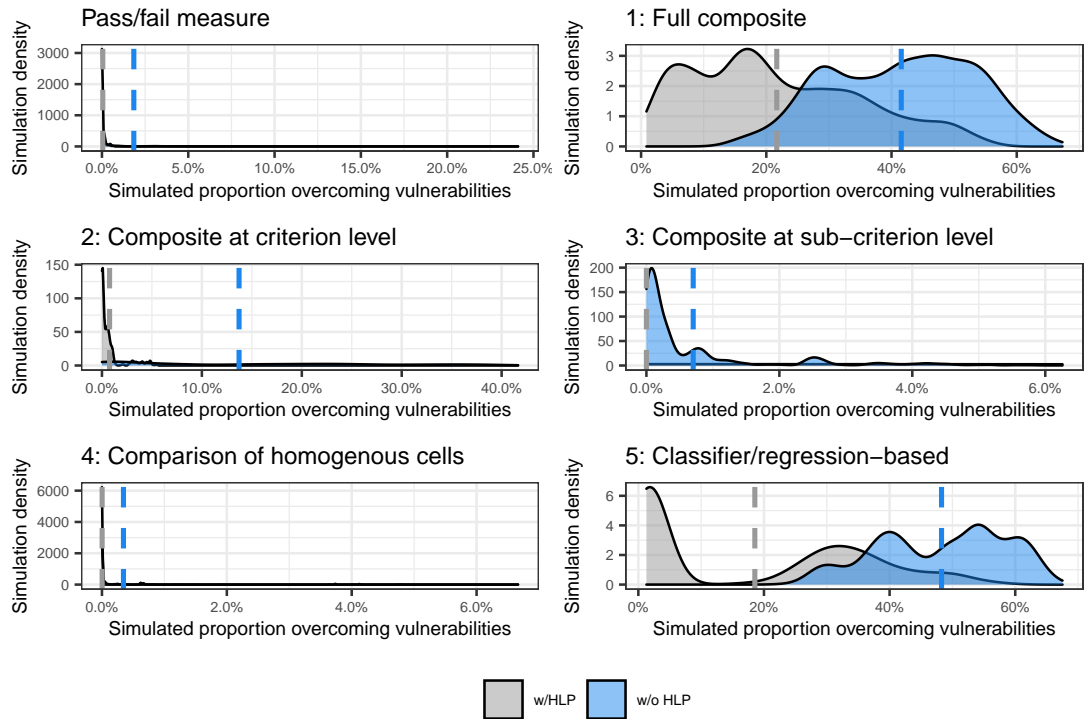 Pass/fail measure
Simulation density
3000
2000
1000
0
0.0% 5.0% 10.0% 15.0% 20.0% 25.0%
Simulated proportion overcoming vulnerabilities
1: Full composite
Simulation density
3
2
1
0
0% 20% 40% 60%
Simulated proportion overcoming vulnerabilities
2: Composite at criterion level
Simulation density
150
100
50
0
0.0% 10.0% 20.0% 30.0% 40.0%
Simulated proportion overcoming vulnerabilities
3: Composite at sub−criterion level
Simulation density
200
150
100
50
0
0.0% 2.0% 4.0% 6.0%
Simulated proportion overcoming vulnerabilities
4: Comparison of homogenous cells
Simulation density
6000
4000
2000
0
0.0% 2.0% 4.0% 6.0%
Simulated proportion overcoming vulnerabilities
5: Classifier/regression−based
Simulation density
6
4
2
0
0% 20% 40% 60%
Simulated proportion overcoming vulnerabilities
w/HLP w/o HLP